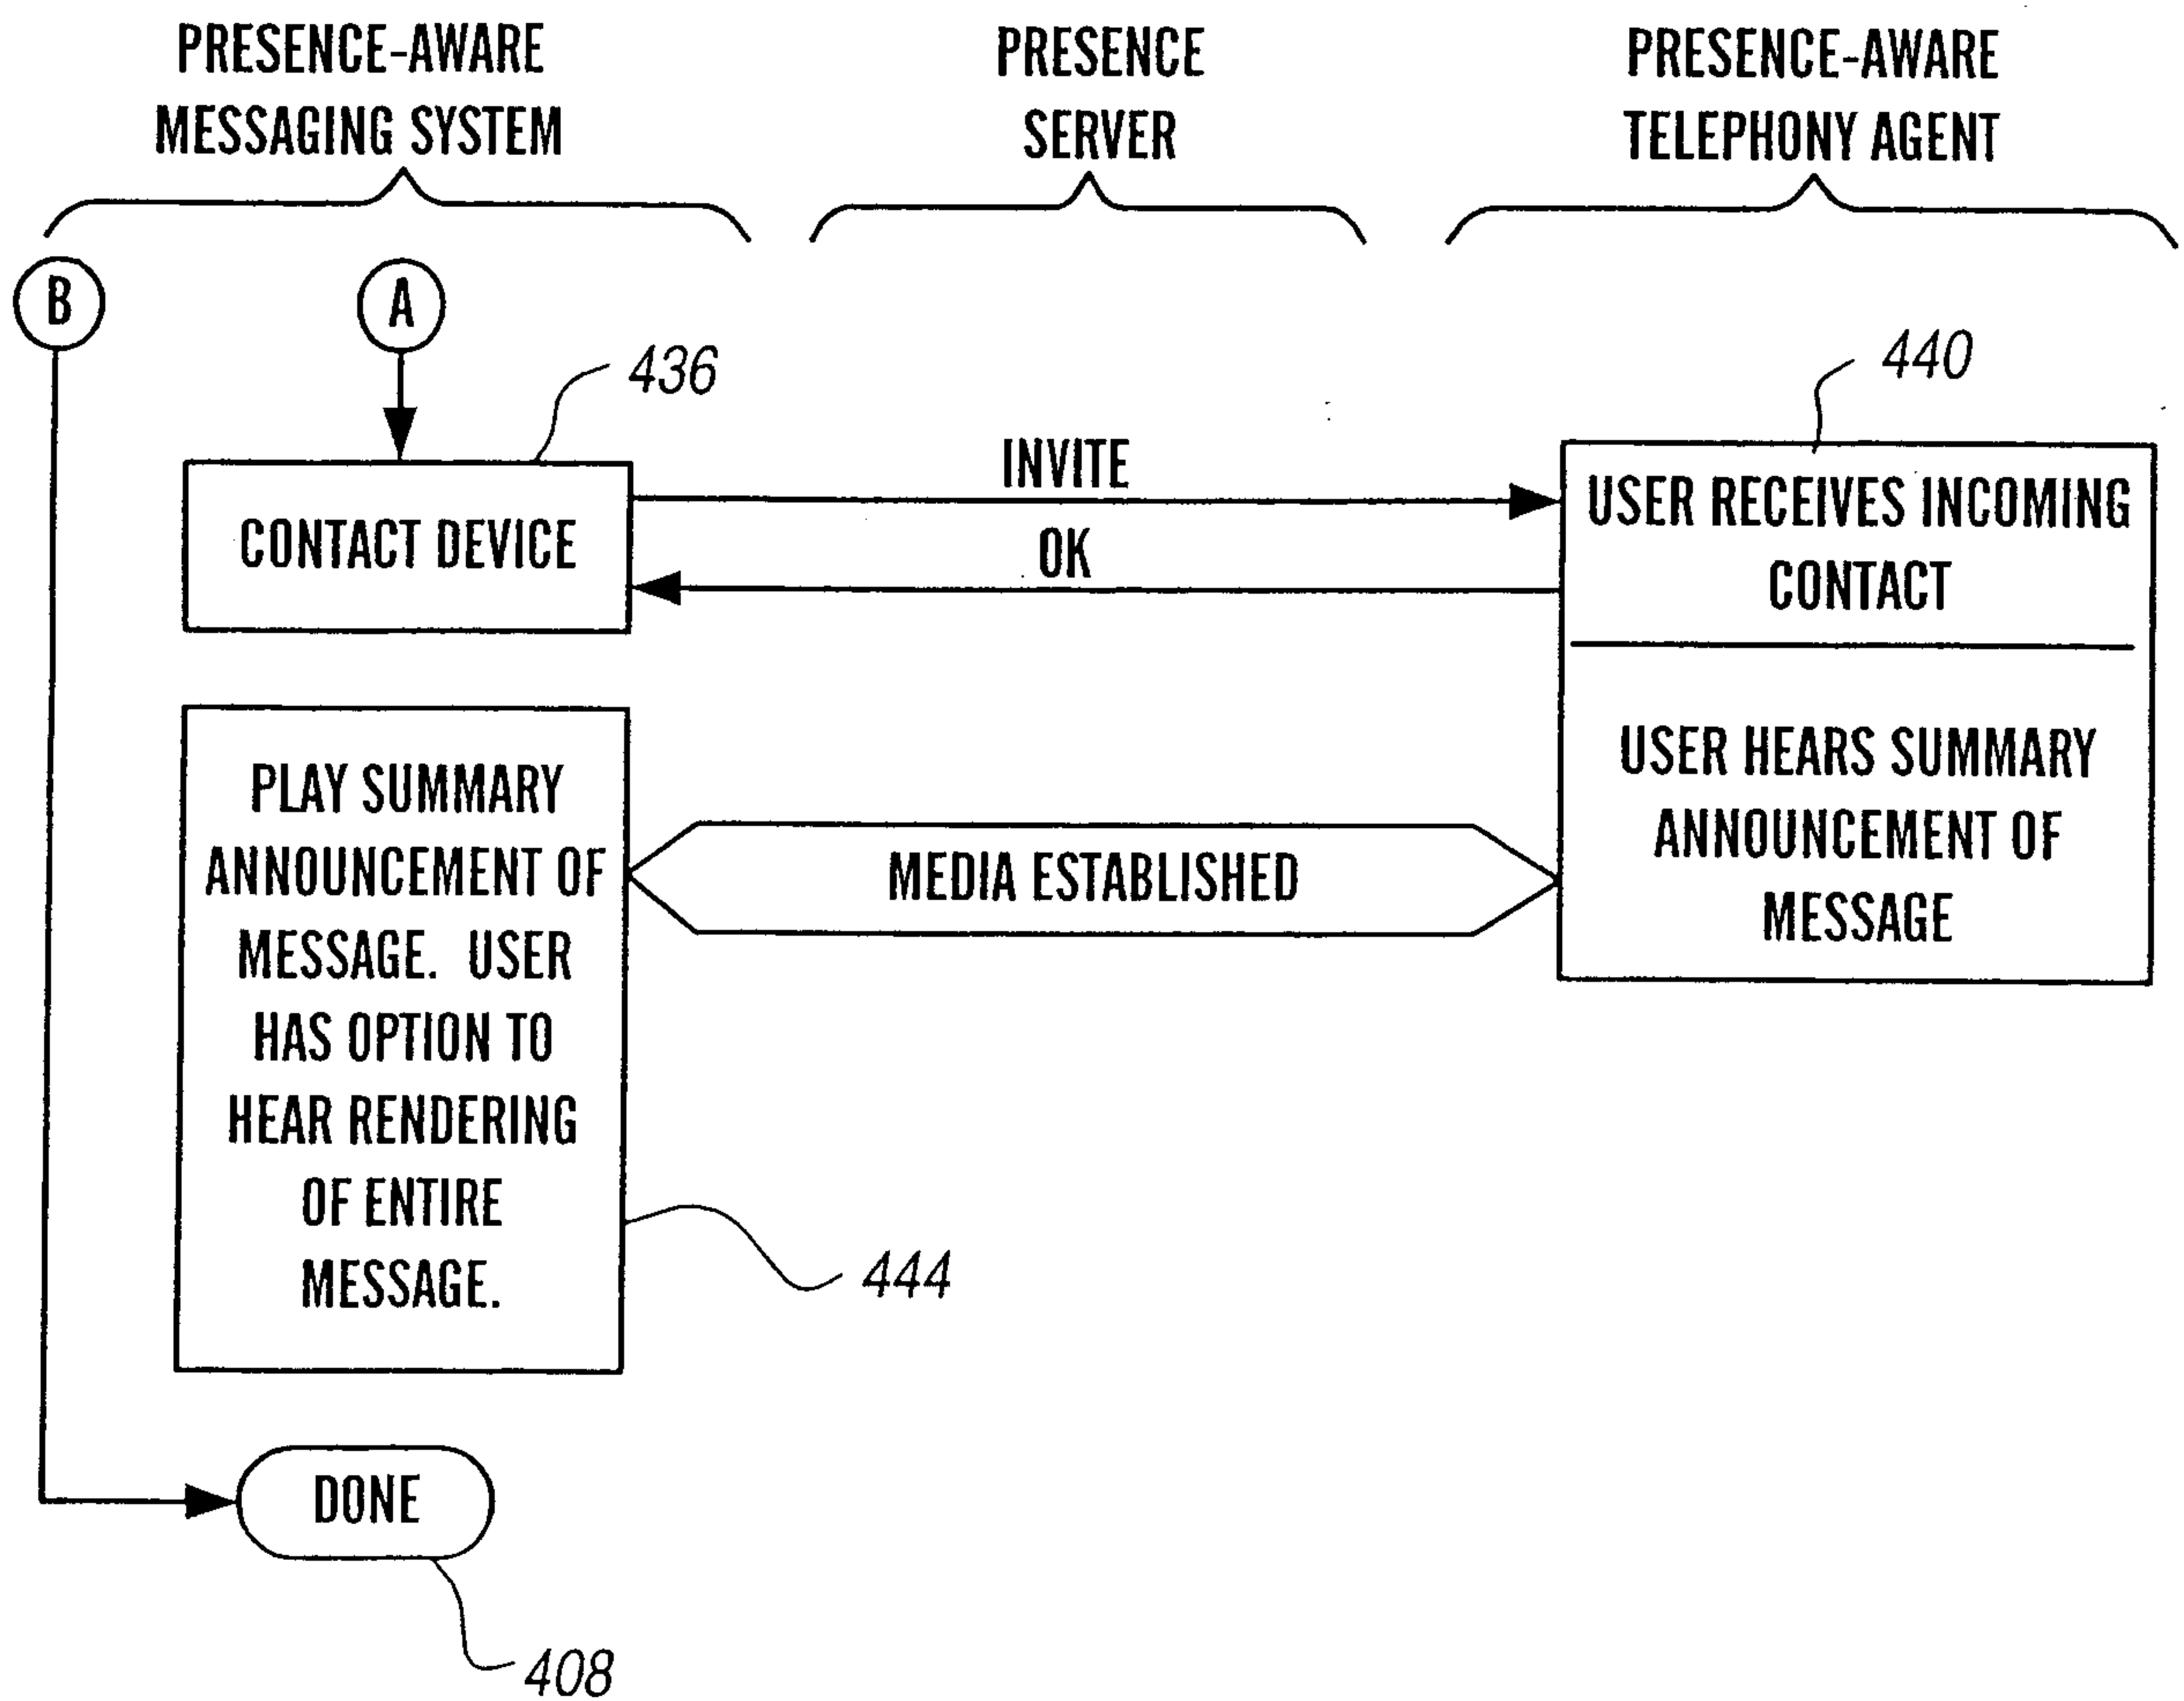 PRESENCE-AWARE
MESSAGING SYSTEM
PRESENCE
SERVER
PRESENCE-AWARE
TELEPHONY AGENT
B
A
436
440
CONTACT DEVICE
INVITE
OK
USER RECEIVES INCOMING
CONTACT
USER HEARS SUMMARY
ANNOUNCEMENT OF
MESSAGE
MEDIA ESTABLISHED
PLAY SUMMARY
ANNOUNCEMENT OF
MESSAGE. USER
HAS OPTION TO
HEAR RENDERING
OF ENTIRE
MESSAGE.
444
DONE
408